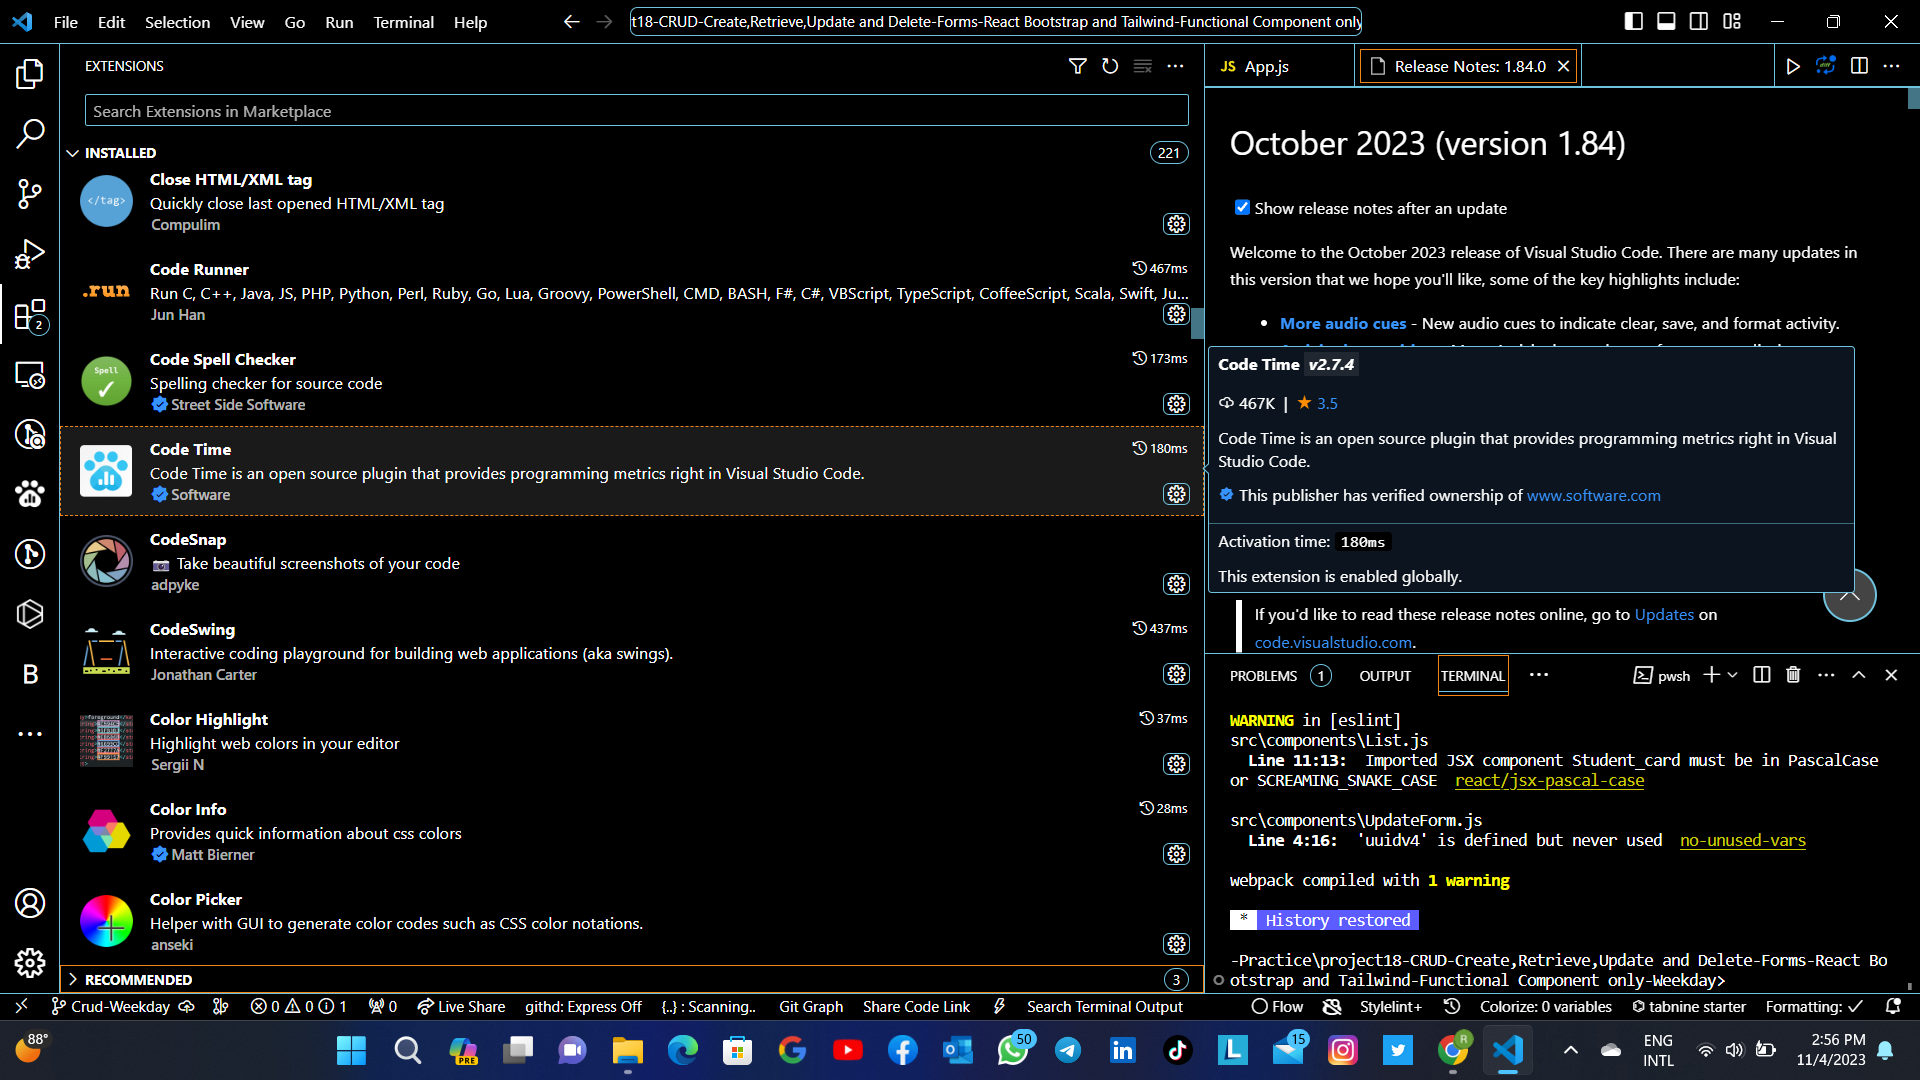 File Edit Selection View Go Run Terminal Help
t18-CRUD-Create,Retrieve,Update and Delete-Forms-React Bootstrap and Tailwind-Functional Component only
EXTENSIONS
Search Extensions in Marketplace
INSTALLED 221
Close HTML/XML tag
</tag>
Quickly close last opened HTML/XML tag
Compulim
Code Runner 467ms
.run
Run C, C++, Java, JS, PHP, Python, Perl, Ruby, Go, Lua, Groovy, PowerShell, CMD, BASH, F#, C#, VBScript, TypeScript, CoffeeScript, Scala, Swift, Ju...
Jun Han
Code Spell Checker 173ms
Spell
Spelling checker for source code
Street Side Software
Code Time 180ms
Code Time is an open source plugin that provides programming metrics right in Visual Studio Code.
Software
CodeSnap
Take beautiful screenshots of your code
adpyke
CodeSwing 437ms
Interactive coding playground for building web applications (aka swings).
Jonathan Carter
Color Highlight 37ms
Highlight web colors in your editor
Sergii N
Color Info 28ms
Provides quick information about css colors
Matt Bierner
Color Picker
Helper with GUI to generate color codes such as CSS color notations.
anseki
RECOMMENDED 3
2
B
JS App.js
Release Notes: 1.84.0
October 2023 (version 1.84)
Show release notes after an update
Welcome to the October 2023 release of Visual Studio Code. There are many updates in
this version that we hope you'll like, some of the key highlights include:
• More audio cues - New audio cues to indicate clear, save, and format activity.
Code Time v2.7.4
467K | ★ 3.5
Code Time is an open source plugin that provides programming metrics right in Visual
Studio Code.
This publisher has verified ownership of www.software.com
Activation time: 180ms
This extension is enabled globally.
If you'd like to read these release notes online, go to Updates on
code.visualstudio.com.
PROBLEMS 1 OUTPUT TERMINAL ··· pwsh
WARNING in [eslint]
src\components\List.js
Line 11:13: Imported JSX component Student_card must be in PascalCase
or SCREAMING_SNAKE_CASE react/jsx-pascal-case
src\components\UpdateForm.js
Line 4:16: 'uuidv4' is defined but never used no-unused-vars
webpack compiled with 1 warning
* History restored
-Practice\project18-CRUD-Create,Retrieve,Update and Delete-Forms-React Bo
otstrap and Tailwind-Functional Component only-Weekday>
Crud-Weekday 0 0 1 0 Live Share githd: Express Off {..} : Scanning.. Git Graph Share Code Link Search Terminal Output Flow Stylelint+ Colorize: 0 variables tabnine starter Formatting: ✓
88°
PRE
50
15
R
ENG
INTL
2:56 PM
11/4/2023